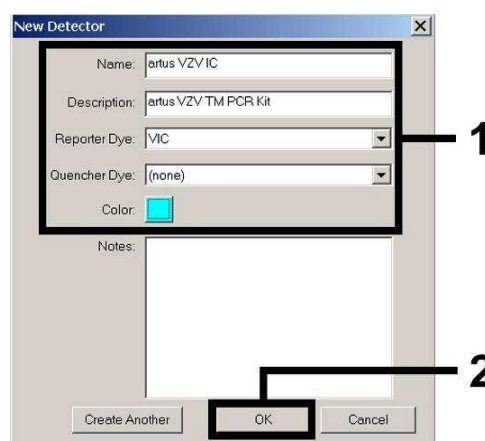 New Detector
Name: artus VZV IC
Description: artus VZV TM PCR Kit
Reporter Dye: VIC
1
Quencher Dye: (none)
Color:
Notes:
2
Create Another OK Cancel